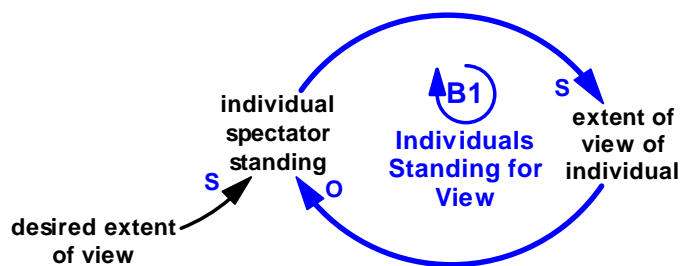 B1
S
individual
spectator
standing
extent of
view of
individual
Individuals
Standing for
View
S
O
desired extent
of view